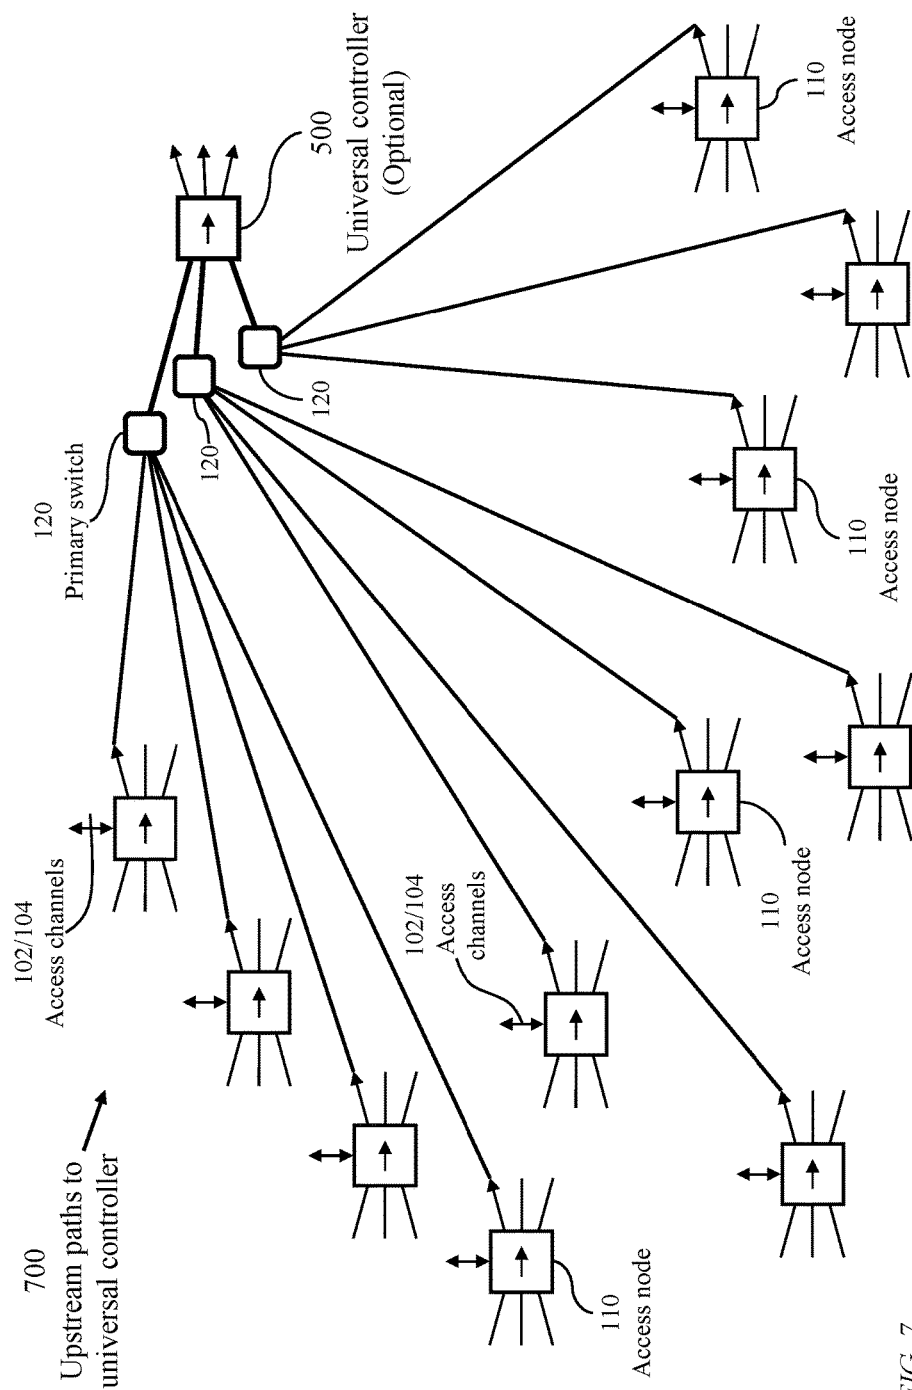 700
Upstream paths to
universal controller
102/104
Access channels
120
Primary switch
120
120
500
Universal controller
(Optional)
102/104
Access
channels
110
Access node
110
Access node
110
Access node
110
Access node
FIG. 7